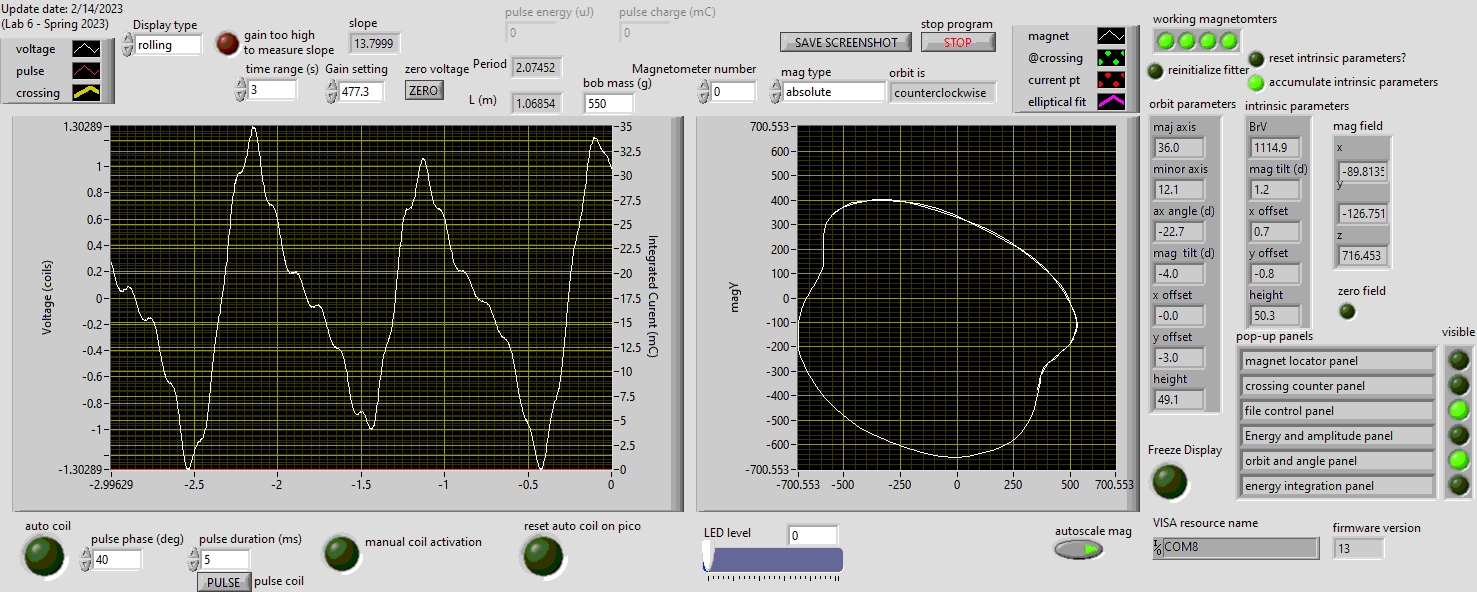 Update date: 2/14/2023
(Lab 6 - Spring 2023)
voltage
pulse
crossing
Display type
rolling
gain too high
to measure slope
slope
13.7999
time range (s)
3
Gain setting
477.3
zero voltage
ZERO
pulse energy (uJ)
0
pulse charge (mC)
0
Period
2.07452
L (m)
1.06854
bob mass (g)
550
Magnetometer number
0
SAVE SCREENSHOT
stop program
STOP
mag type
absolute
orbit is
counterclockwise
magnet
@crossing
current pt
elliptical fit
working magnetomters
reinitialize fitter
reset intrinsic parameters?
accumulate intrinsic parameters
Voltage (coils)
1.30289
1
0.8
0.6
0.4
0.2
0
-0.2
-0.4
-0.6
-0.8
-1
-1.30289
-2.99629
-2.5
-2
-1.5
-1
-0.5
0
35
32.5
30
27.5
25
22.5
20
17.5
15
12.5
10
7.5
5
2.5
0
Integrated Current (mC)
magy
700.553
600
500
400
300
200
100
0
-100
-200
-300
-400
-500
-600
-700.553
-700.553
-500
-250
0
250
500
700.553
orbit parameters
maj axis
36.0
minor axis
12.1
ax angle (d)
-22.7
mag tilt (d)
-4.0
x offset
-0.0
y offset
-3.0
height
49.1
intrinsic parameters
BrV
1114.9
mag tilt (d)
1.2
x offset
0.7
y offset
-0.8
height
50.3
mag field
x
-89.8135
y
-126.751
z
716.453
zero field
pop-up panels
visible
magnet locator panel
crossing counter panel
file control panel
Energy and amplitude panel
orbit and angle panel
energy integration panel
Freeze Display
auto coil
pulse phase (deg)
40
pulse duration (ms)
5
PULSE
pulse coil
manual coil activation
reset auto coil on pico
LED level
0
autoscale mag
VISA resource name
COM8
firmware version
13